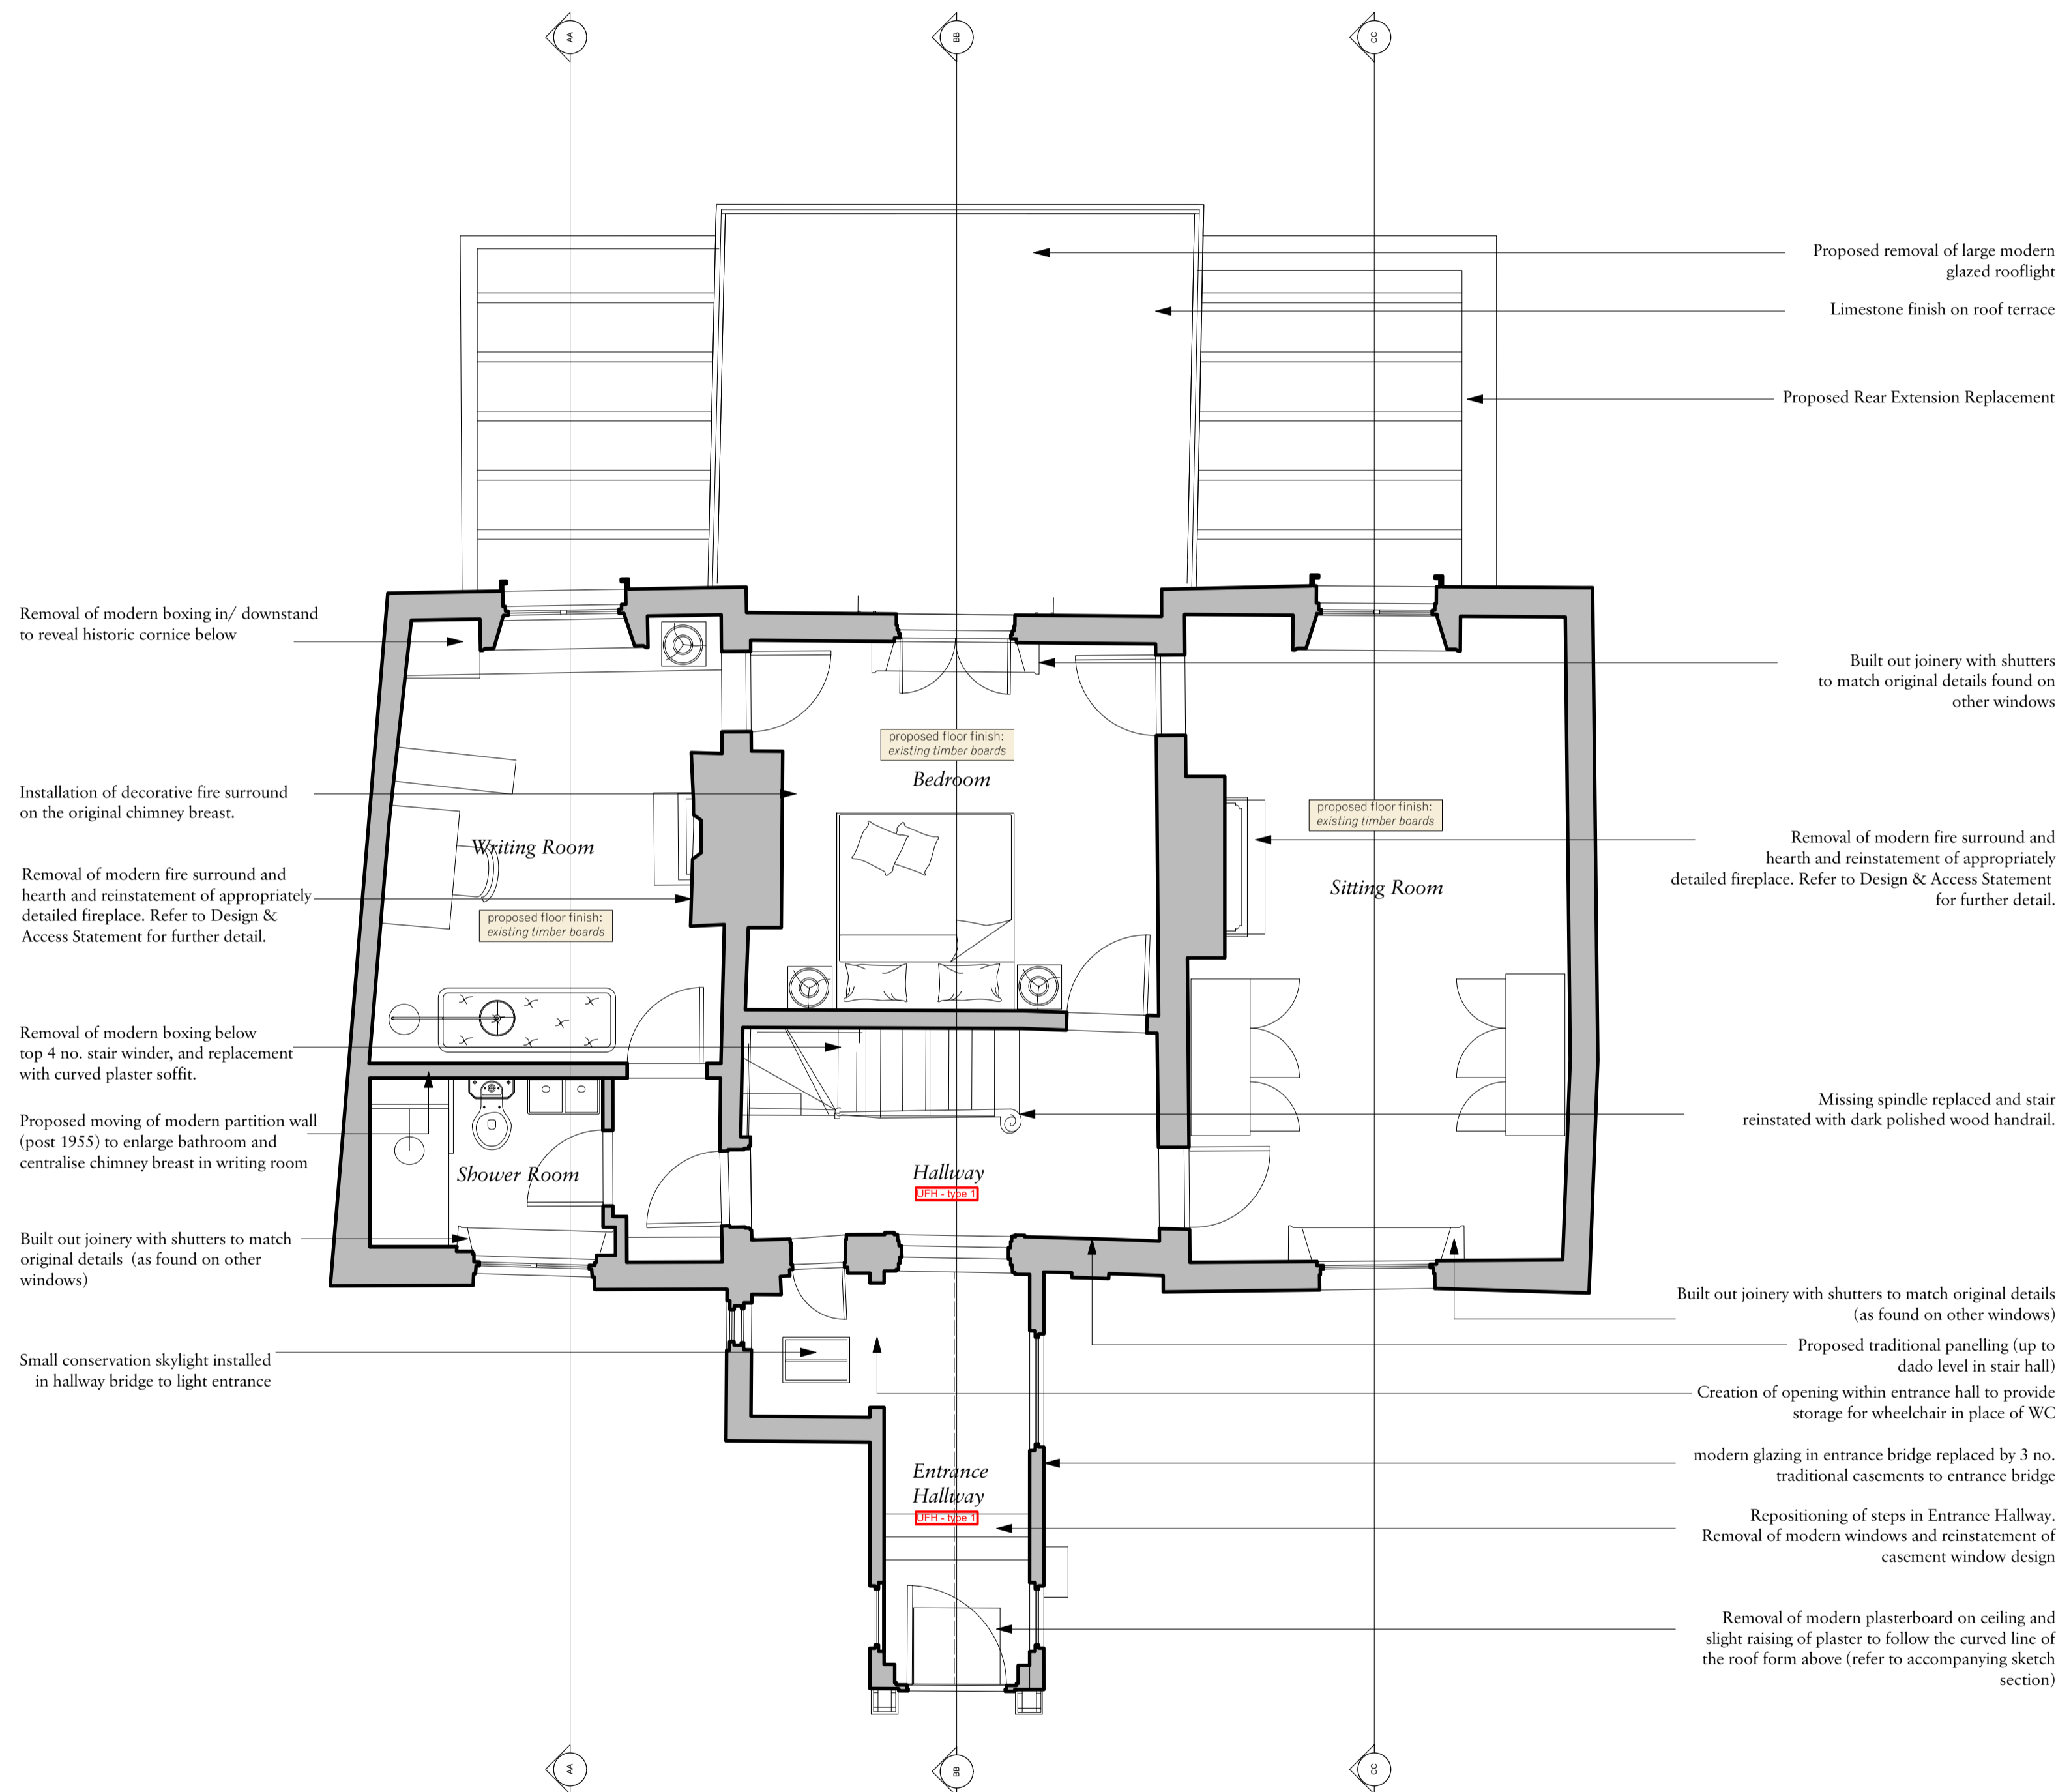 AA
BB
CC
Proposed removal of large modern
glazed rooflight
Limestone finish on roof terrace
Proposed Rear Extension Replacement
Removal of modern boxing in/ downstand
to reveal historic cornice below
Built out joinery with shutters
to match original details found on
other windows
proposed floor finish:
existing timber boards
Bedroom
Installation of decorative fire surround
on the original chimney breast.
proposed floor finish:
existing timber boards
Writing Room
Removal of modern fire surround and
hearth and reinstatement of appropriately
detailed fireplace. Refer to Design & Access Statement
for further detail.
Sitting Room
Removal of modern fire surround and
hearth and reinstatement of appropriately
detailed fireplace. Refer to Design &
Access Statement for further detail.
proposed floor finish:
existing timber boards
Removal of modern boxing below
top 4 no. stair winder, and replacement
with curved plaster soffit.
Missing spindle replaced and stair
reinstated with dark polished wood handrail.
Proposed moving of modern partition wall
(post 1955) to enlarge bathroom and
centralise chimney breast in writing room
Shower Room
Hallway
UFH - type 1
Built out joinery with shutters to match
original details (as found on other
windows)
Built out joinery with shutters to match original details
(as found on other windows)
Proposed traditional panelling (up to
dado level in stair hall)
Small conservation skylight installed
in hallway bridge to light entrance
Creation of opening within entrance hall to provide
storage for wheelchair in place of WC
modern glazing in entrance bridge replaced by 3 no.
traditional casements to entrance bridge
Entrance
Hallway
UFH - type 1
Repositioning of steps in Entrance Hallway.
Removal of modern windows and reinstatement of
casement window design
Removal of modern plasterboard on ceiling and
slight raising of plaster to follow the curved line of
the roof form above (refer to accompanying sketch
section)
AA
BB
CC